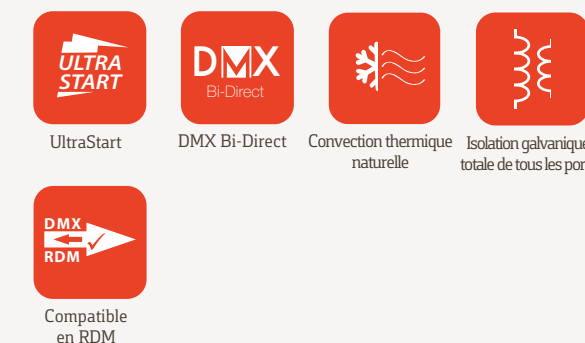 ULTRA
START
UltraStart
DMX
Bi-Direct
DMX Bi-Direct
Convection thermique
naturelle
Isolation galvanique
totale de tous les por
DMX
RDM
Compatible
en RDM